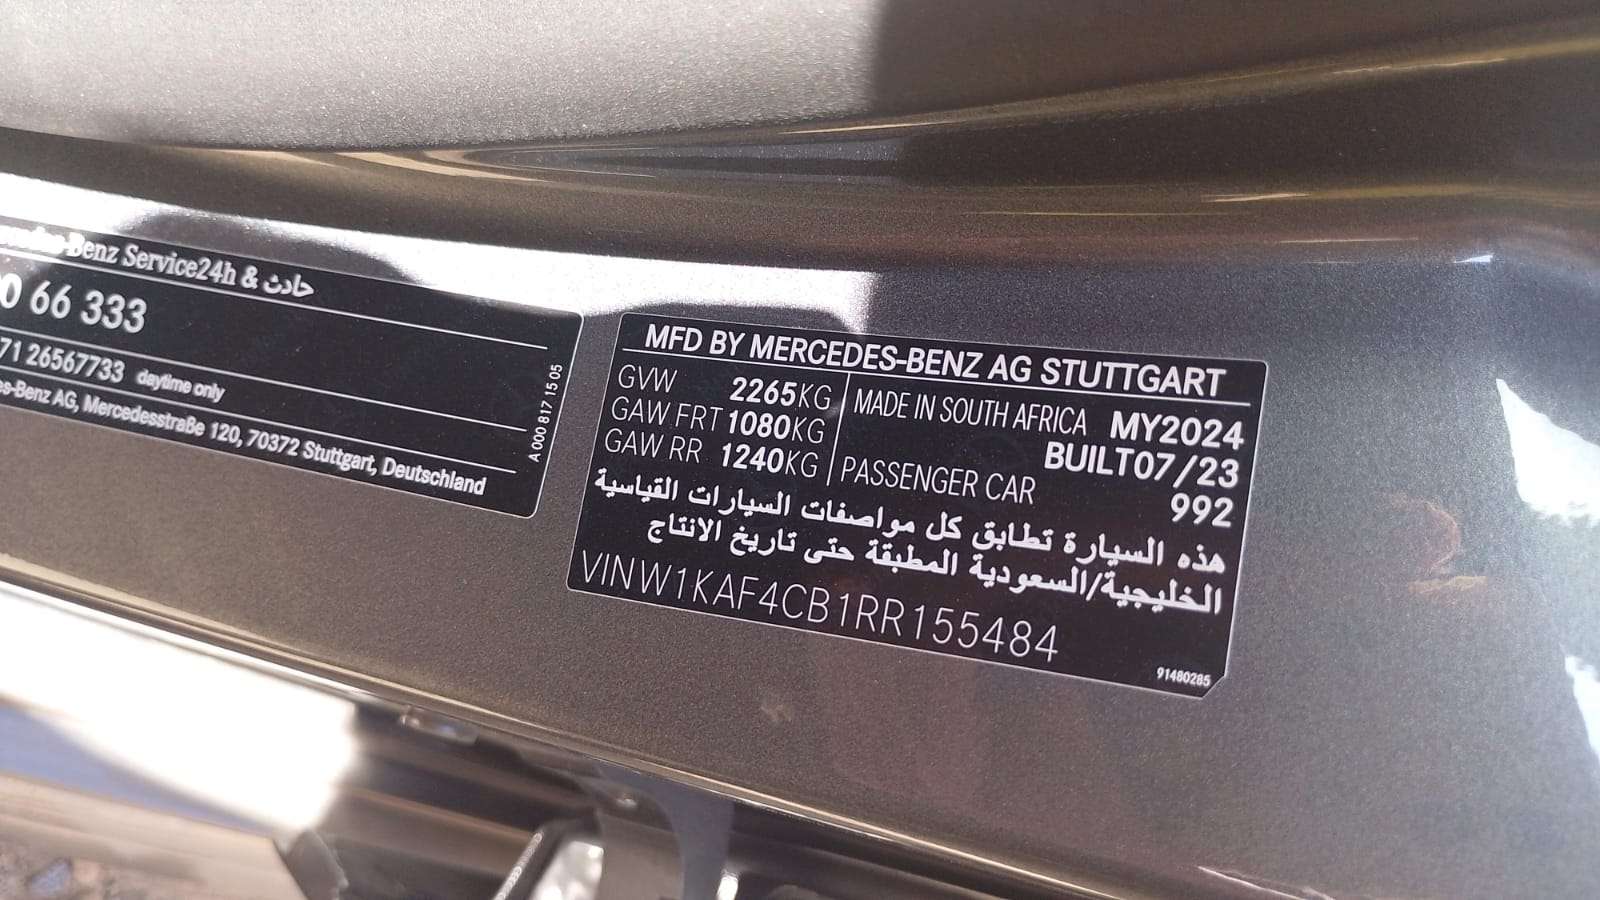 Benz Service24h & حادث
0 66 333
71 26567733 daytime only
es-Benz AG, Mercedesstraße 120, 70372 Stuttgart, Deutschland
A 000 817 15 05
MFD BY MERCEDES-BENZ AG STUTTGART
GVW 2265KG
GAW FRT 1080KG
GAW RR 1240KG
MADE IN SOUTH AFRICA MY2024
BUILT07/23
PASSENGER CAR 992
هذه السيارة تطابق كل مواصفات السيارات القياسية
الخليجية/السعودية المطبقة حتى تاريخ الانتاج
VINW1KAF4CB1RR155484
91480285